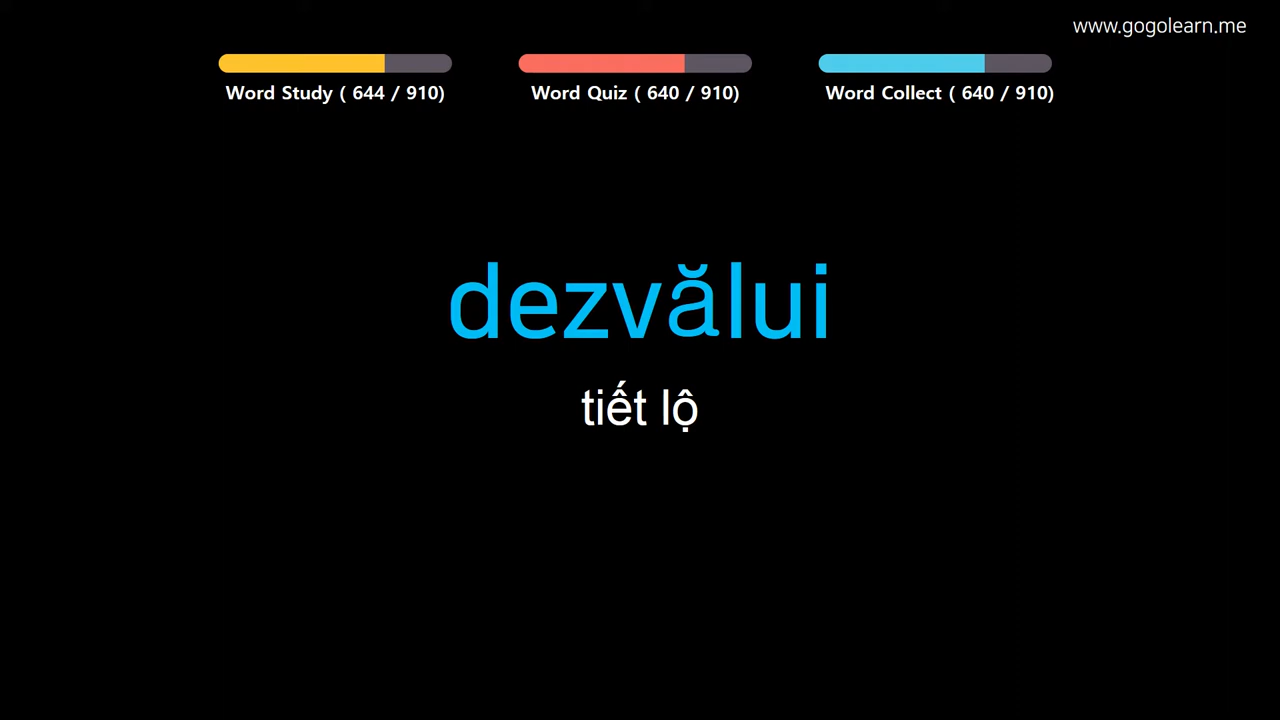 www.gogolearn.me
Word Study ( 644 / 910)
Word Quiz ( 640 / 910)
Word Collect ( 640 / 910)
dezvălui
tiết lộ